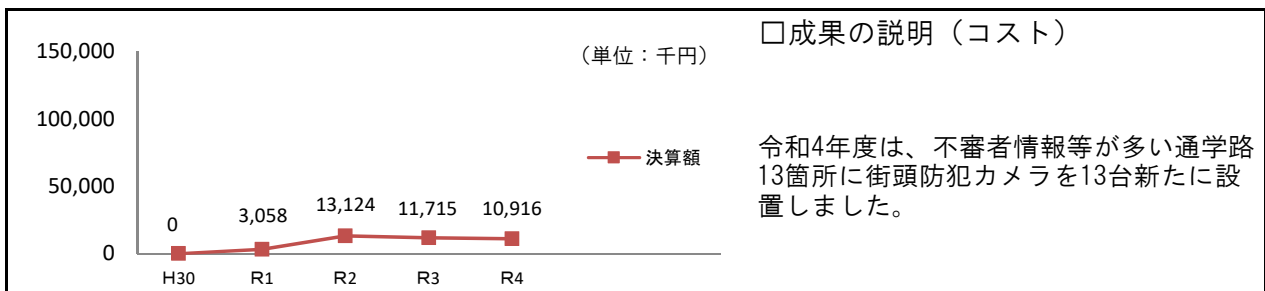 150,000
100,000
50,000
0
(単位：千円)
0
3,058
13,124
11,715
10,916
H30
R1
R2
R3
R4
決算額
□成果の説明（コスト）
令和4年度は、不審者情報等が多い通学路
13箇所に街頭防犯カメラを13台新たに設
置しました。